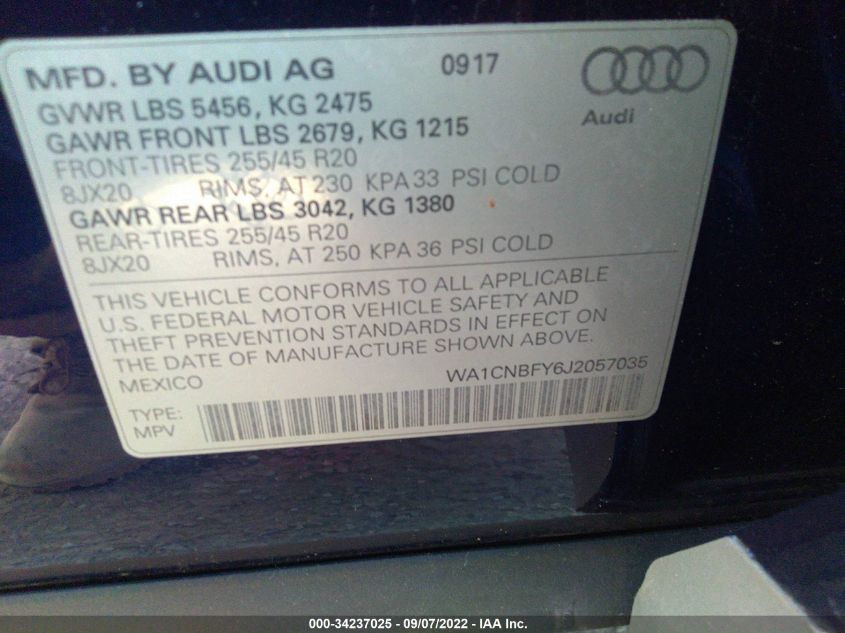 MFD. BY AUDI AG 0917
Audi
GVWR LBS 5456, KG 2475
GAWR FRONT LBS 2679, KG 1215
FRONT-TIRES 255/45 R20
8JX20 RIMS, AT 230 KPA 33 PSI COLD
GAWR REAR LBS 3042, KG 1380
REAR-TIRES 255/45 R20
8JX20 RIMS, AT 250 KPA 36 PSI COLD
THIS VEHICLE CONFORMS TO ALL APPLICABLE
U.S. FEDERAL MOTOR VEHICLE SAFETY AND
THEFT PREVENTION STANDARDS IN EFFECT ON
THE DATE OF MANUFACTURE SHOWN ABOVE.
MEXICO WA1CNBFY6J2057035
TYPE:
MPV
000-34237025 - 09/07/2022 - IAA Inc.